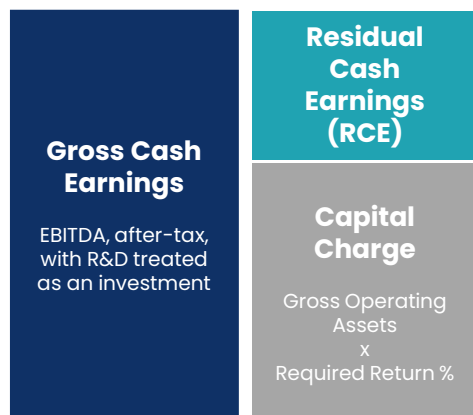 Gross Cash
Earnings
EBITDA, after-tax,
with R&D treated
as an investment
Residual
Cash
Earnings
(RCE)
Capital
Charge
Gross Operating
Assets
x
Required Return %